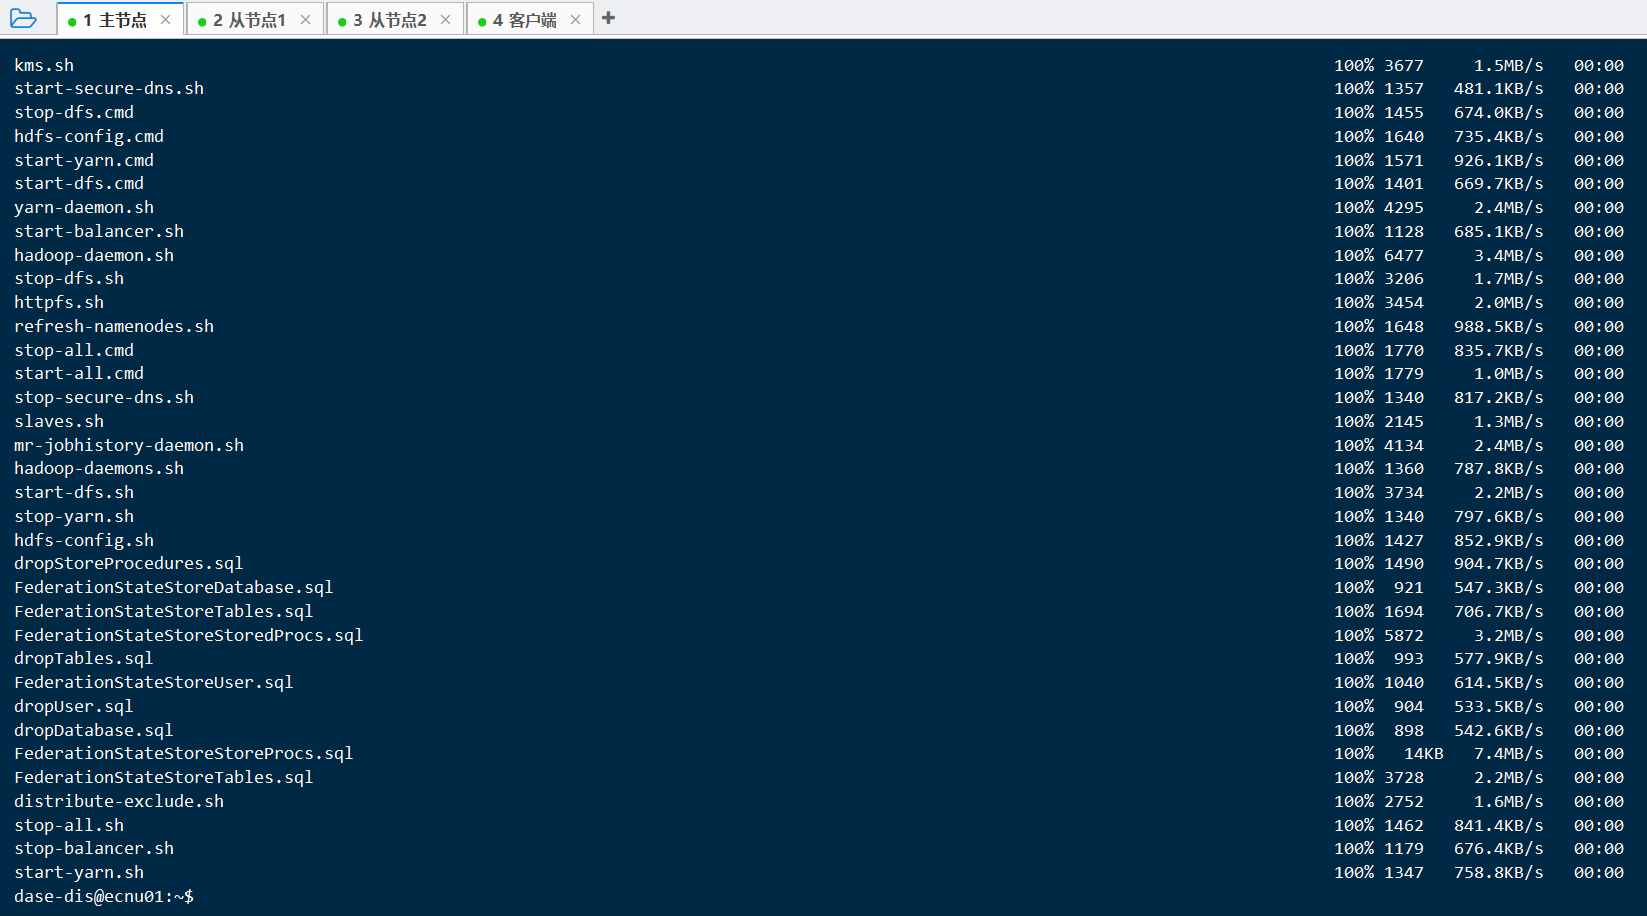 1 主节点 × 2 从节点1 × 3 从节点2 × 4 客户端 × +
kms.sh 100% 3677 1.5MB/s 00:00
start-secure-dns.sh 100% 1357 481.1KB/s 00:00
stop-dfs.cmd 100% 1455 674.0KB/s 00:00
hdfs-config.cmd 100% 1640 735.4KB/s 00:00
start-yarn.cmd 100% 1571 926.1KB/s 00:00
start-dfs.cmd 100% 1401 669.7KB/s 00:00
yarn-daemon.sh 100% 4295 2.4MB/s 00:00
start-balancer.sh 100% 1128 685.1KB/s 00:00
hadoop-daemon.sh 100% 6477 3.4MB/s 00:00
stop-dfs.sh 100% 3206 1.7MB/s 00:00
httpfs.sh 100% 3454 2.0MB/s 00:00
refresh-namenodes.sh 100% 1648 988.5KB/s 00:00
stop-all.cmd 100% 1770 835.7KB/s 00:00
start-all.cmd 100% 1779 1.0MB/s 00:00
stop-secure-dns.sh 100% 1340 817.2KB/s 00:00
slaves.sh 100% 2145 1.3MB/s 00:00
mr-jobhistory-daemon.sh 100% 4134 2.4MB/s 00:00
hadoop-daemons.sh 100% 1360 787.8KB/s 00:00
start-dfs.sh 100% 3734 2.2MB/s 00:00
stop-yarn.sh 100% 1340 797.6KB/s 00:00
hdfs-config.sh 100% 1427 852.9KB/s 00:00
dropStoreProcedures.sql 100% 1490 904.7KB/s 00:00
FederationStateStoreDatabase.sql 100% 921 547.3KB/s 00:00
FederationStateStoreTables.sql 100% 1694 706.7KB/s 00:00
FederationStateStoreStoredProcs.sql 100% 5872 3.2MB/s 00:00
dropTables.sql 100% 993 577.9KB/s 00:00
FederationStateStoreUser.sql 100% 1040 614.5KB/s 00:00
dropUser.sql 100% 904 533.5KB/s 00:00
dropDatabase.sql 100% 898 542.6KB/s 00:00
FederationStateStoreStoreProcs.sql 100% 14KB 7.4MB/s 00:00
FederationStateStoreTables.sql 100% 3728 2.2MB/s 00:00
distribute-exclude.sh 100% 2752 1.6MB/s 00:00
stop-all.sh 100% 1462 841.4KB/s 00:00
stop-balancer.sh 100% 1179 676.4KB/s 00:00
start-yarn.sh 100% 1347 758.8KB/s 00:00
dase-dis@ecnu01:~$